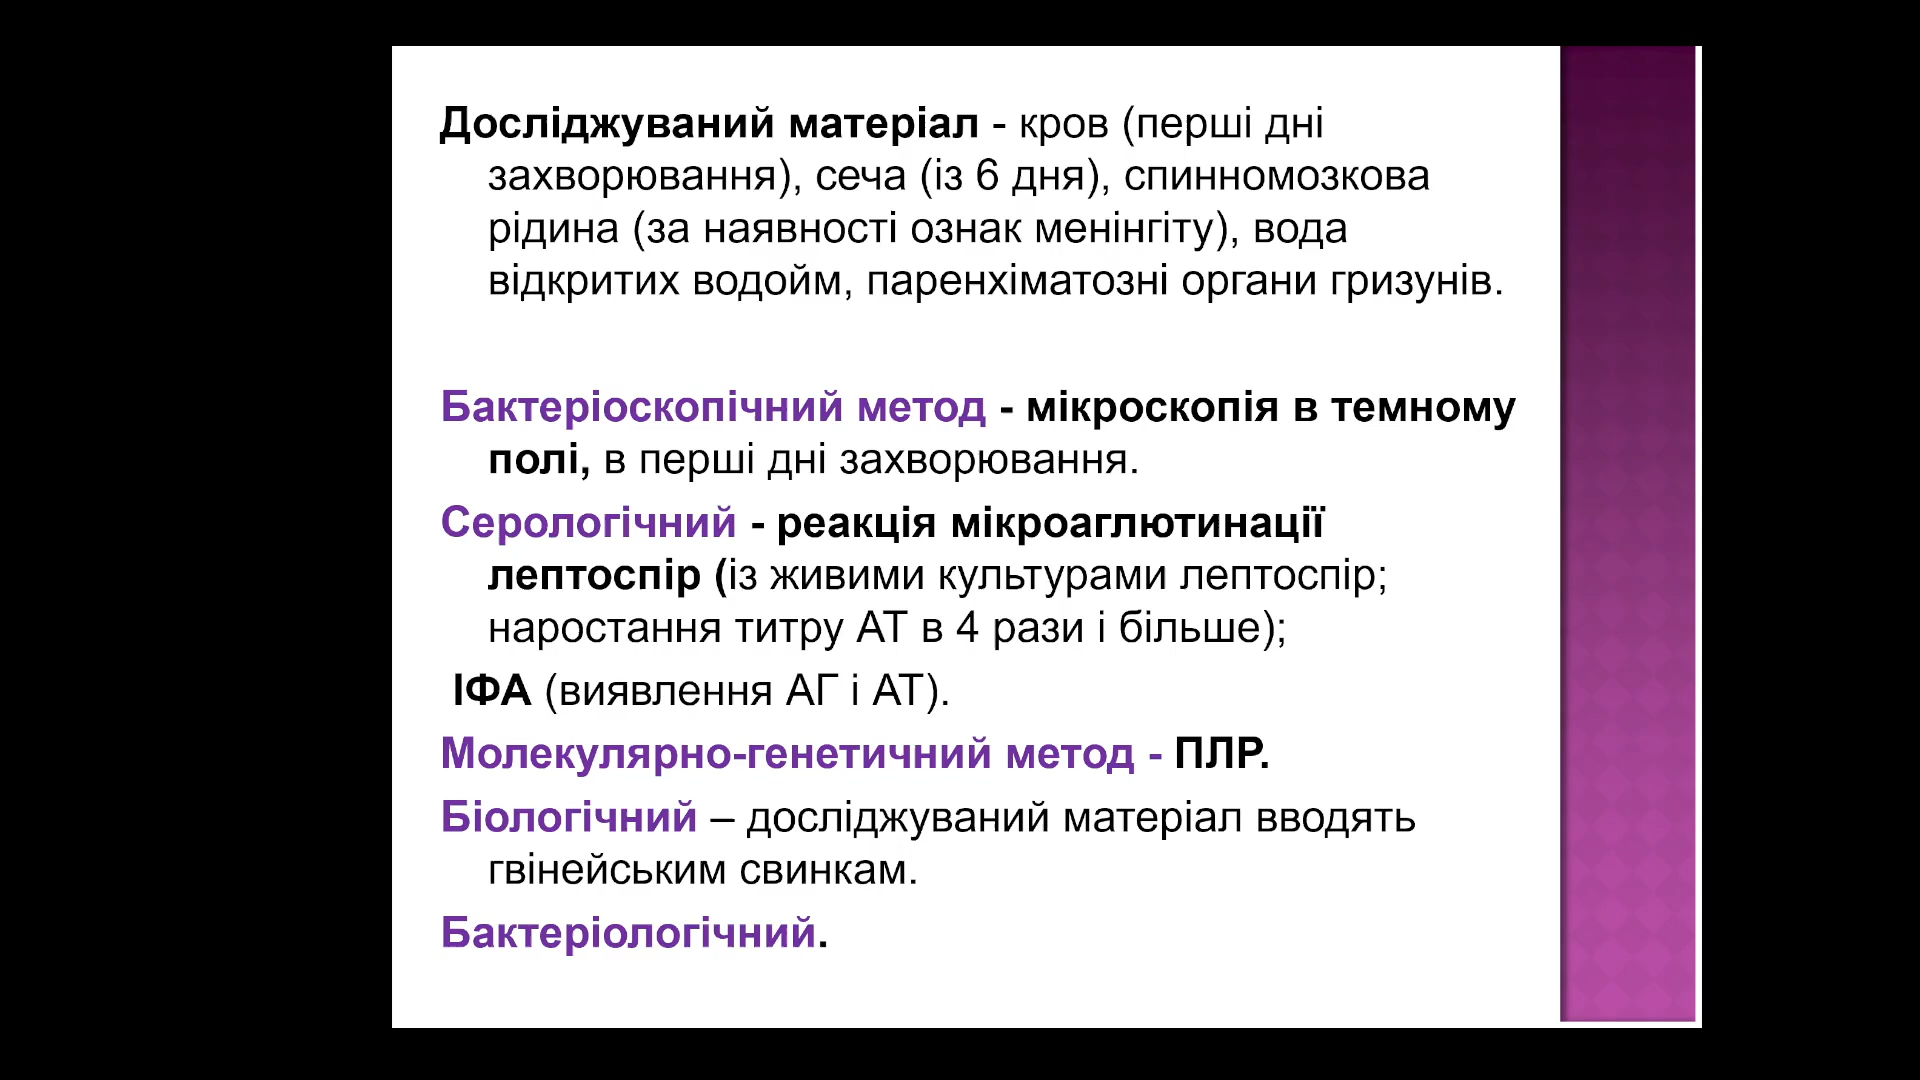 Досліджуваний матеріал - кров (перші дні
захворювання), сеча (із 6 дня), спинномозкова
рідина (за наявності ознак менінгіту), вода
відкритих водойм, паренхіматозні органи гризунів.
Бактеріоскопічний метод - мікроскопія в темному
полі, в перші дні захворювання.
Серологічний - реакція мікроаглютинації
лептоспір (із живими культурами лептоспір;
наростання титру АТ в 4 рази і більше);
ІФА (виявлення АГ і АТ).
Молекулярно-генетичний метод - ПЛР.
Біологічний – досліджуваний матеріал вводять
гвінейським свинкам.
Бактеріологічний.